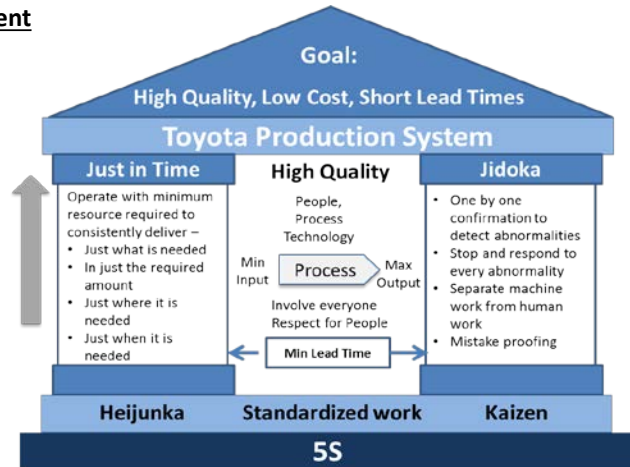 ent
Goal:
High Quality, Low Cost, Short Lead Times
Toyota Production System
Just in Time
Operate with minimum
resource required to
consistently deliver –
• Just what is needed
• In just the required
amount
• Just where it is
needed
• Just when it is
needed
High Quality
People,
Process
Technology
Min
Input
Process
Max
Output
Involve everyone
Respect for People
Min Lead Time
Jidoka
• One by one
confirmation to
detect abnormalities
• Stop and respond to
every abnormality
• Separate machine
work from human
work
• Mistake proofing
Heijunka
Standardized work
Kaizen
5S